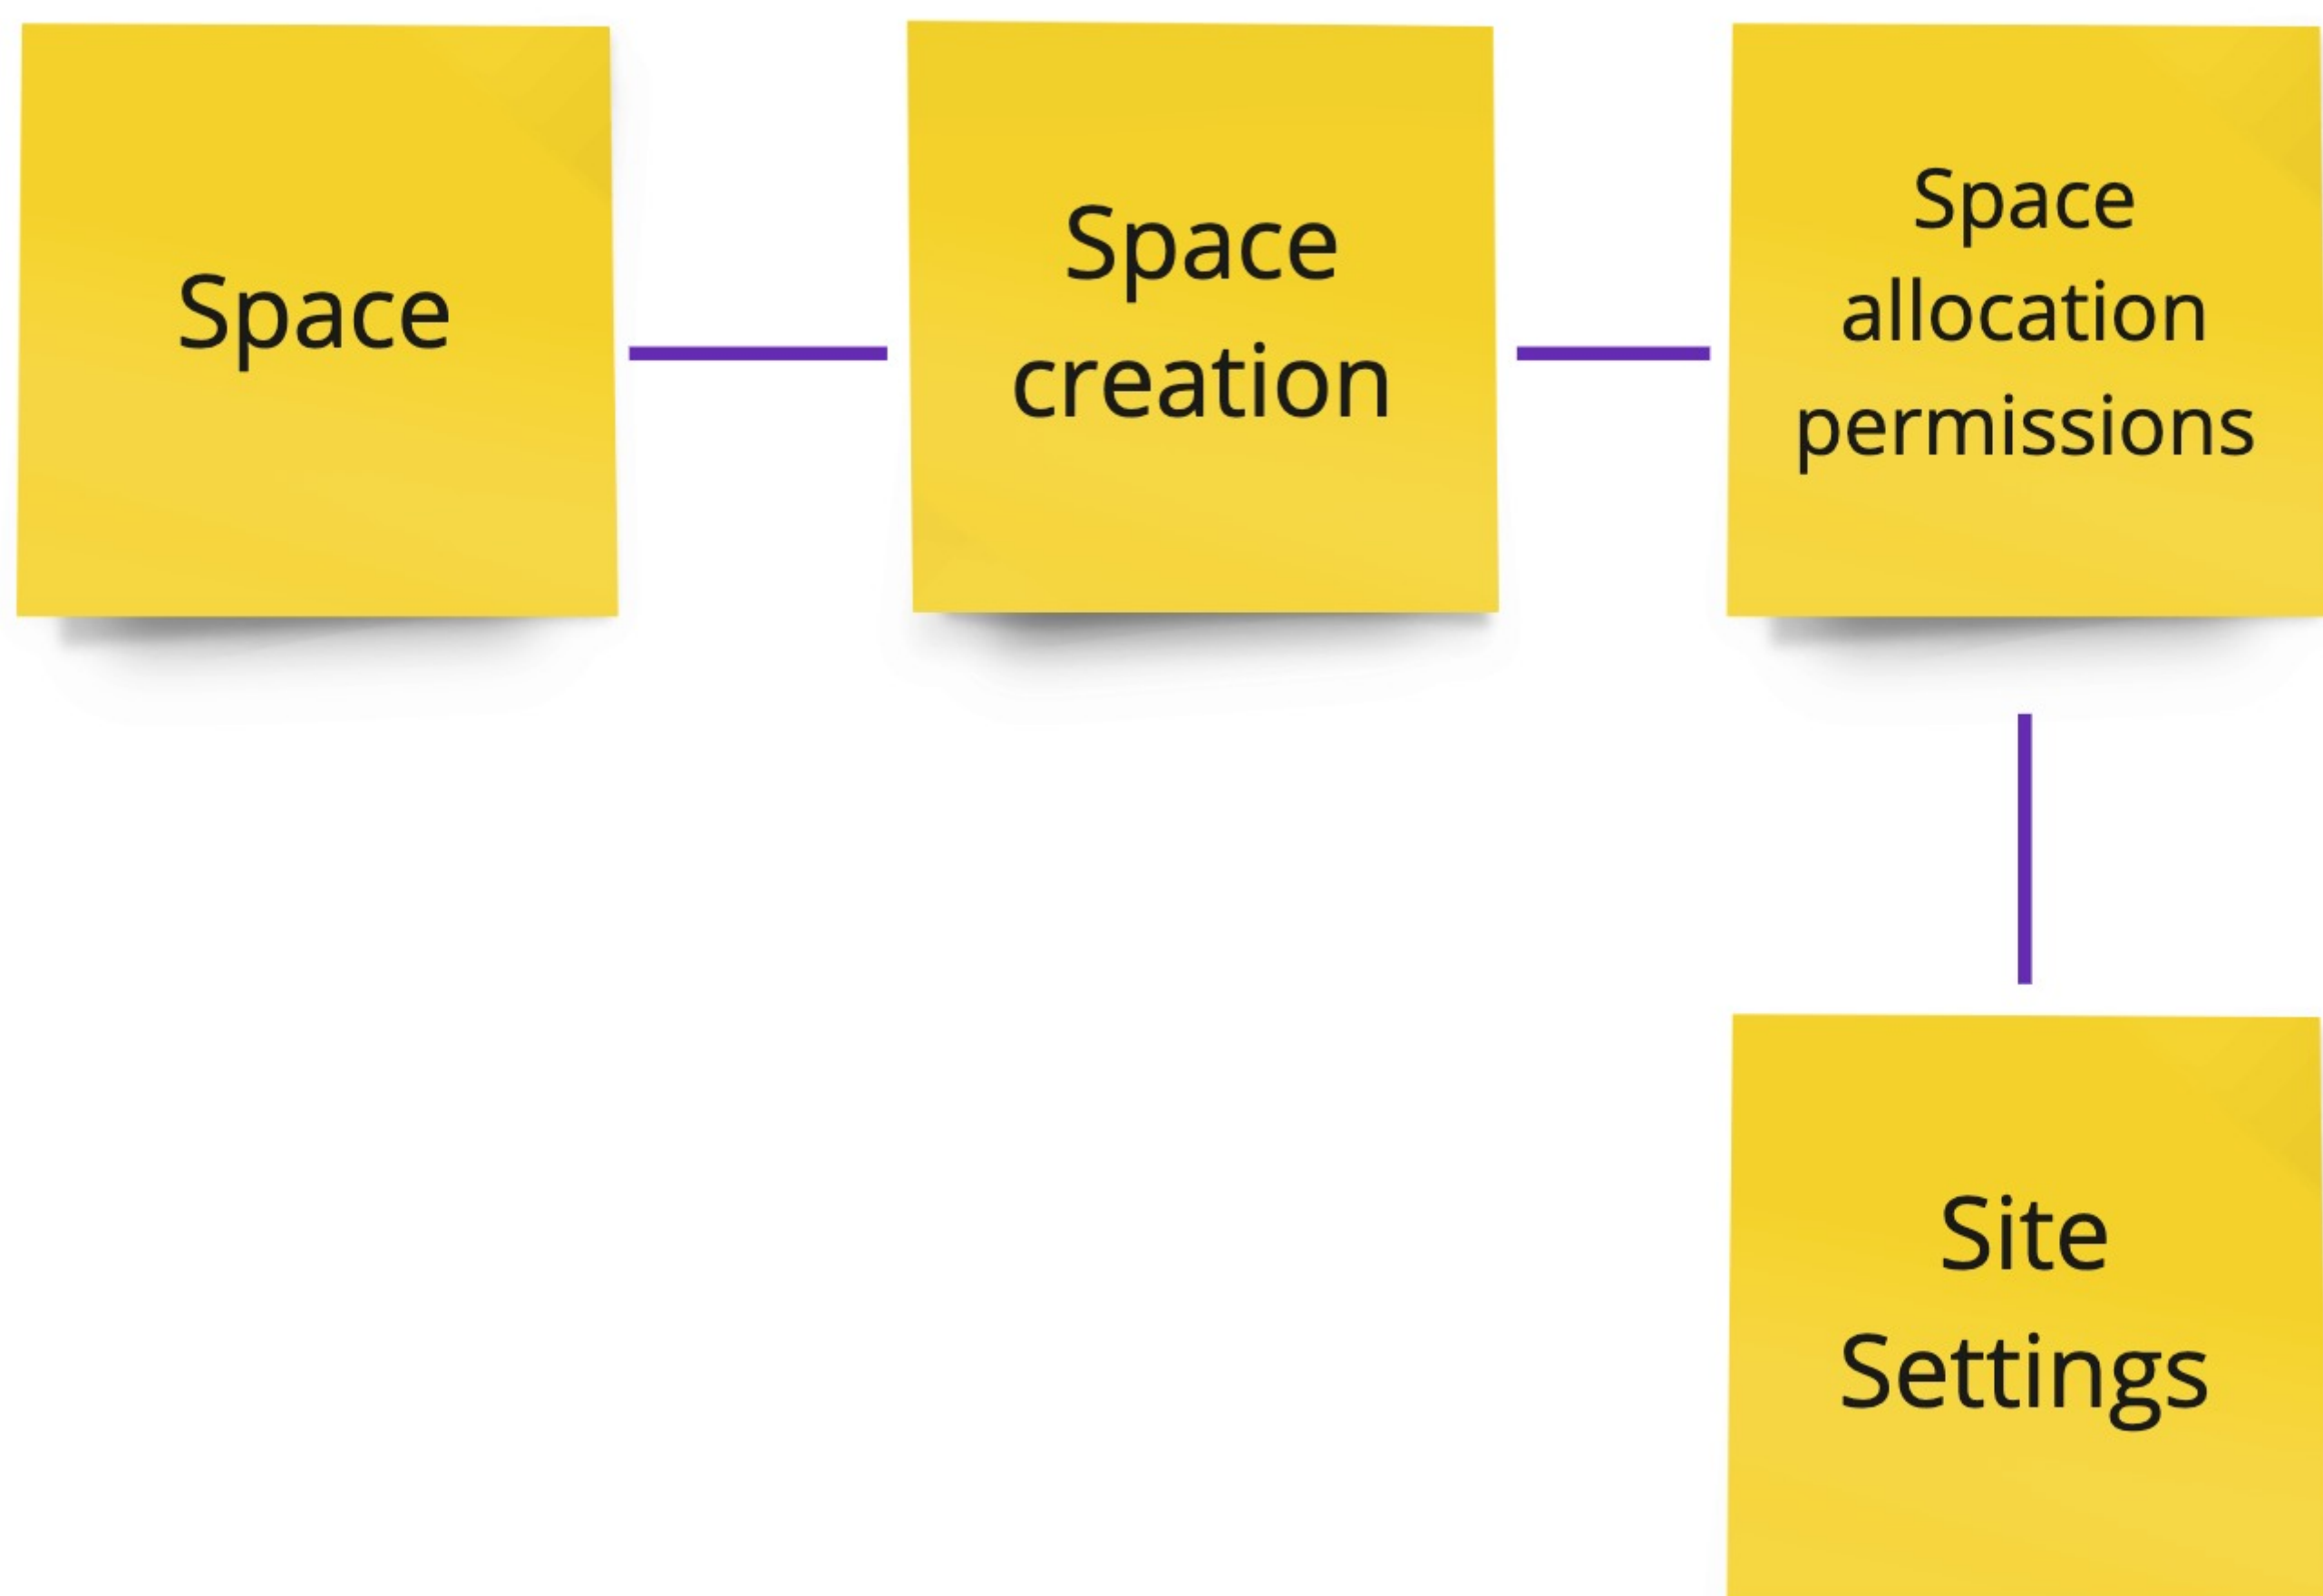 Space
Space
creation
Space
allocation
permissions
Site
Settings